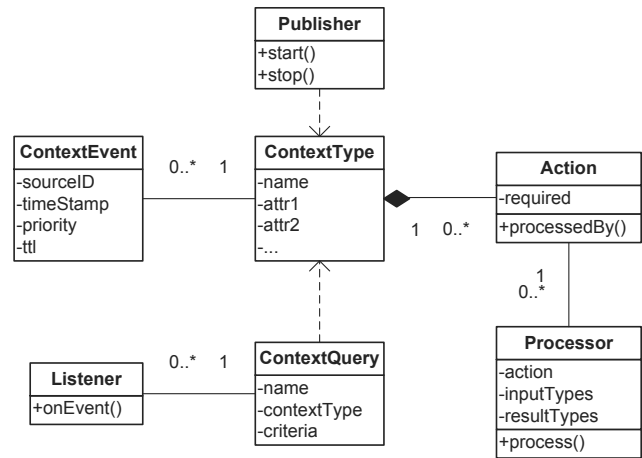 Publisher
+start()
+stop()
ContextEvent
-sourceID
-timeStamp
-priority
-ttl
0..* 1
ContextType
-name
-attr1
-attr2
-...
1 0..*
Action
-required
+processedBy()
1
0..*
Listener
+onEvent()
0..* 1
ContextQuery
-name
-contextType
-criteria
Processor
-action
-inputTypes
-resultTypes
+process()